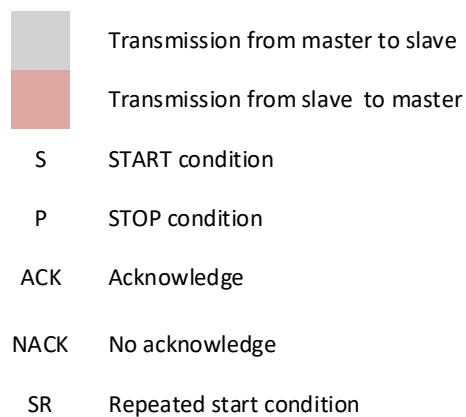 Transmission from master to slave
Transmission from slave to master
S START condition
P STOP condition
ACK Acknowledge
NACK No acknowledge
SR Repeated start condition